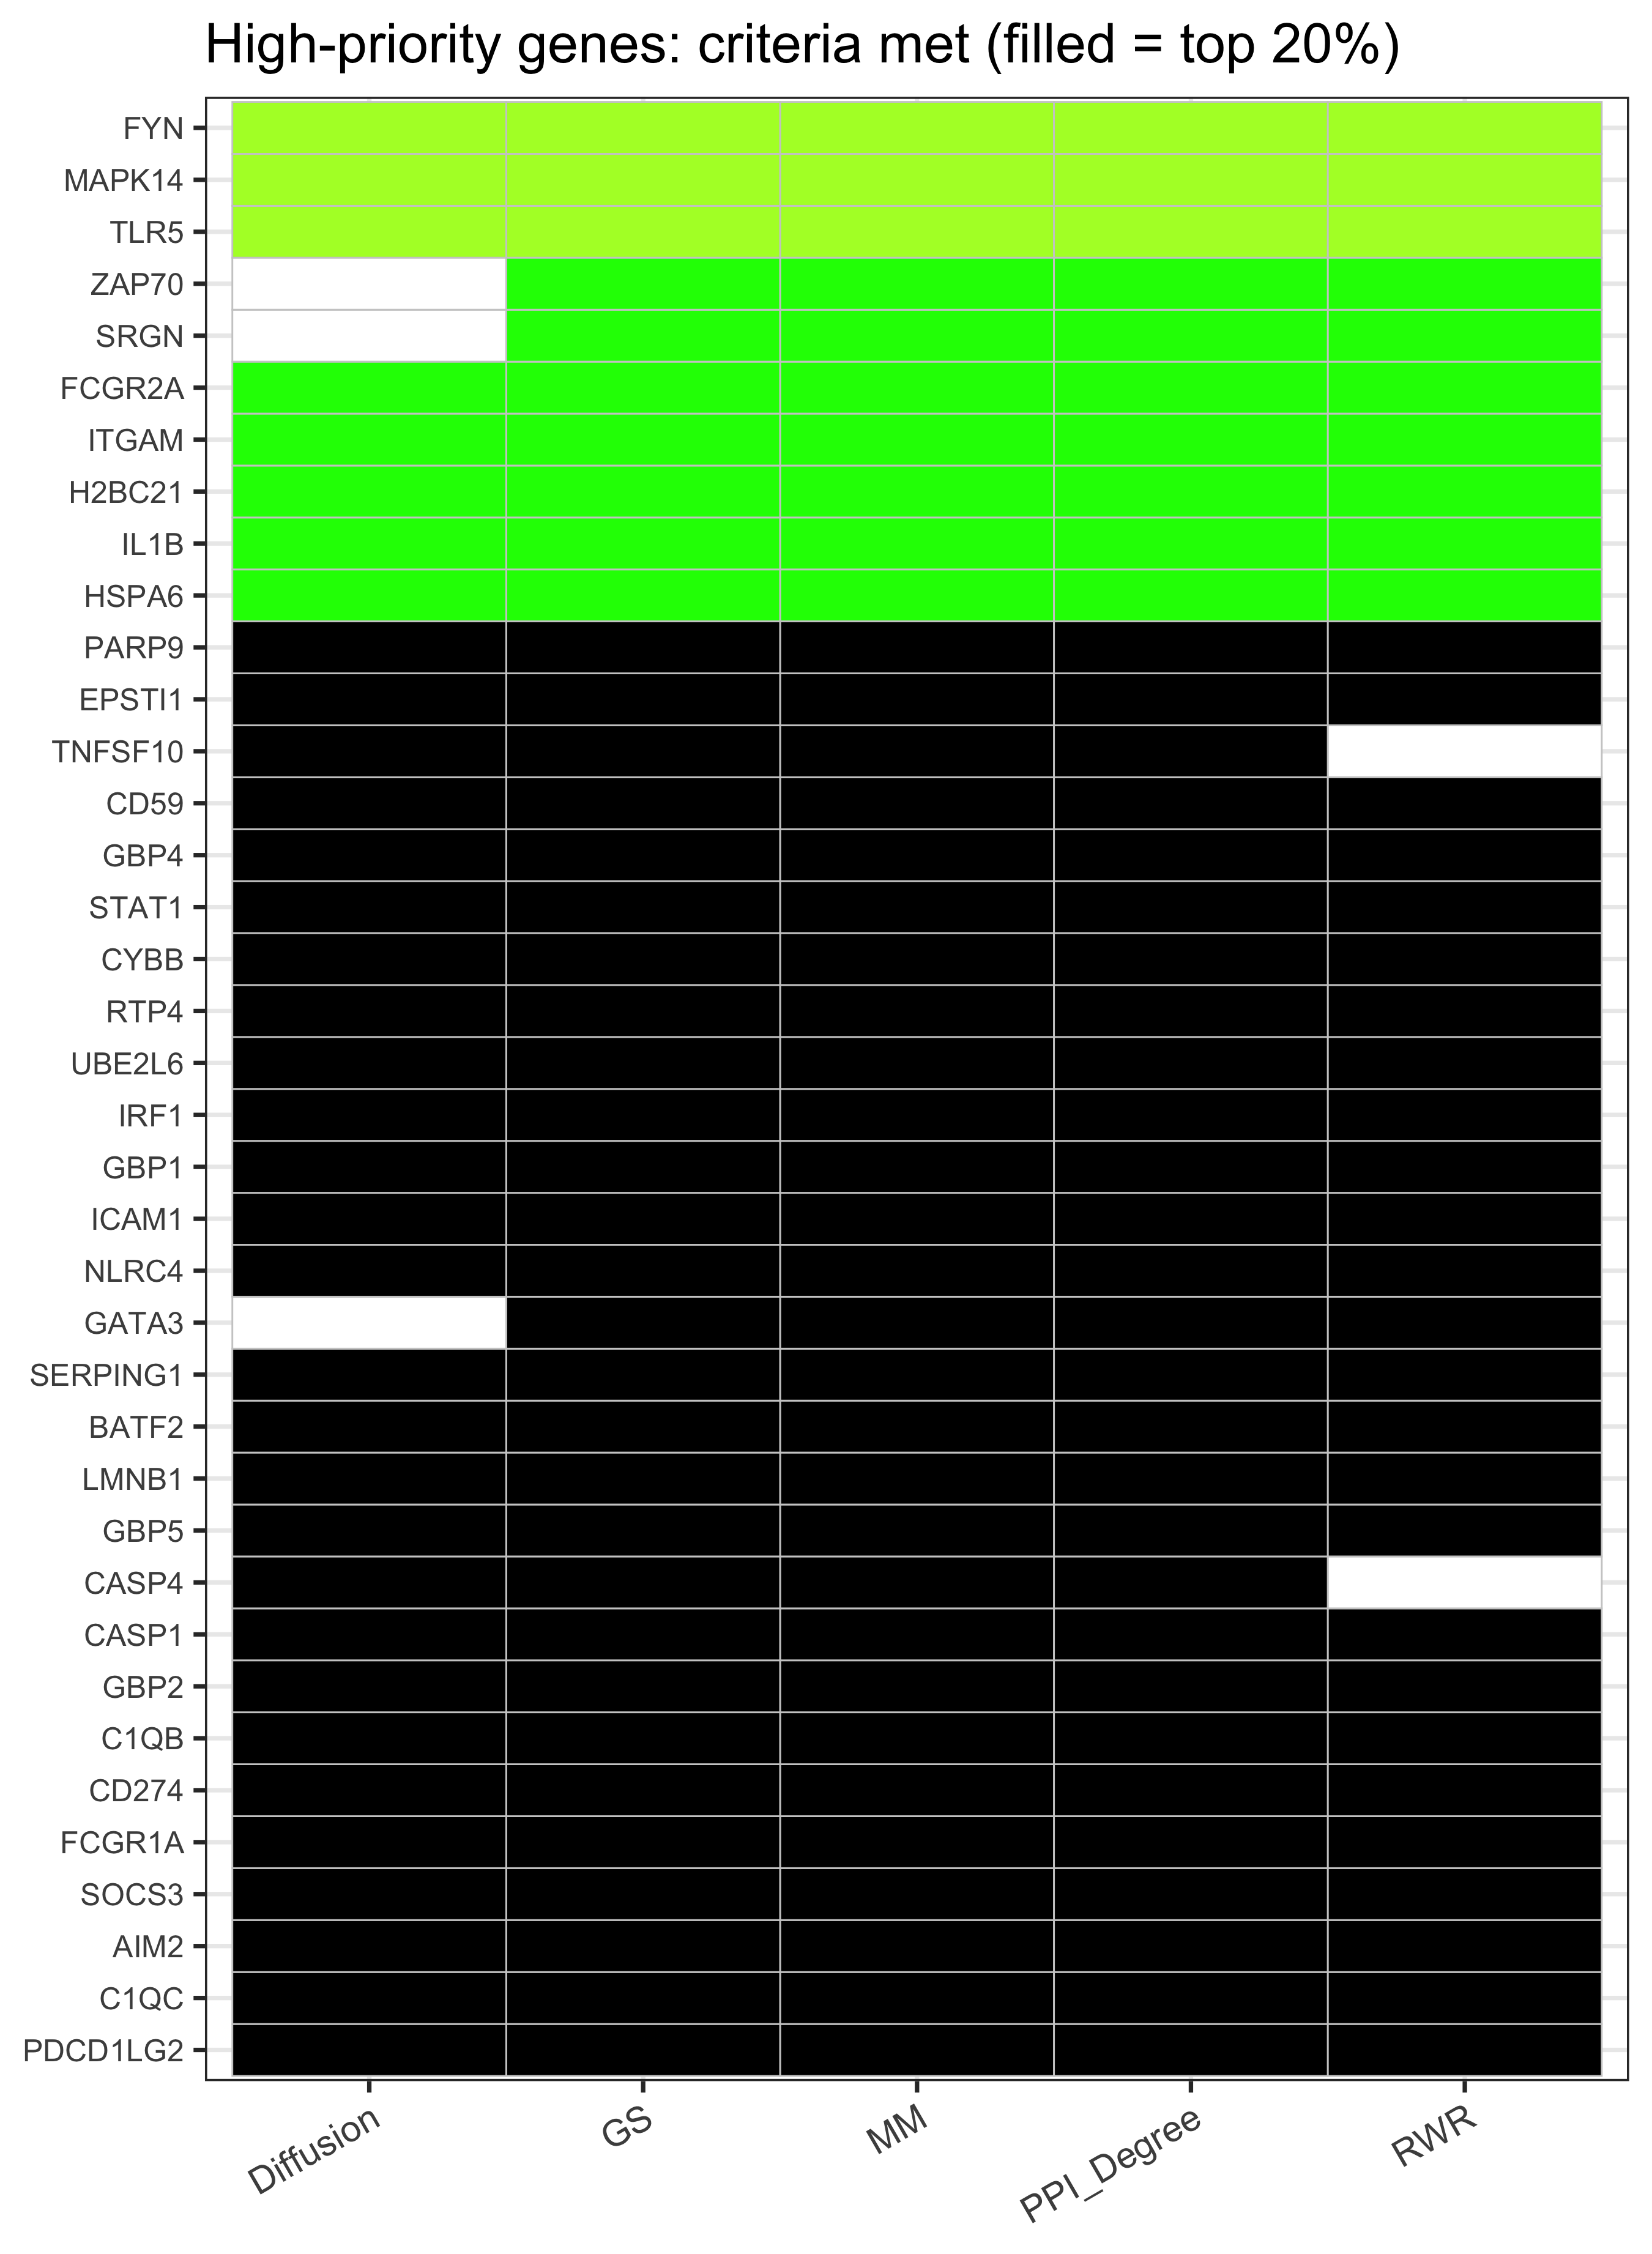 High-priority genes: criteria met (filled = top 20%)
FYN
MAPK14
TLR5
ZAP70
SRGN
FCGR2A
ITGAM
H2BC21
IL1B
HSPA6
PARP9
EPSTI1
TNFSF10
CD59
GBP4
STAT1
CYBB
RTP4
UBE2L6
IRF1
GBP1
ICAM1
NLRC4
GATA3
SERPING1
BATF2
LMNB1
GBP5
CASP4
CASP1
GBP2
C1QB
CD274
FCGR1A
SOCS3
AIM2
C1QC
PDCD1LG2
Diffusion
GS
MM
PPI_Degree
RWR